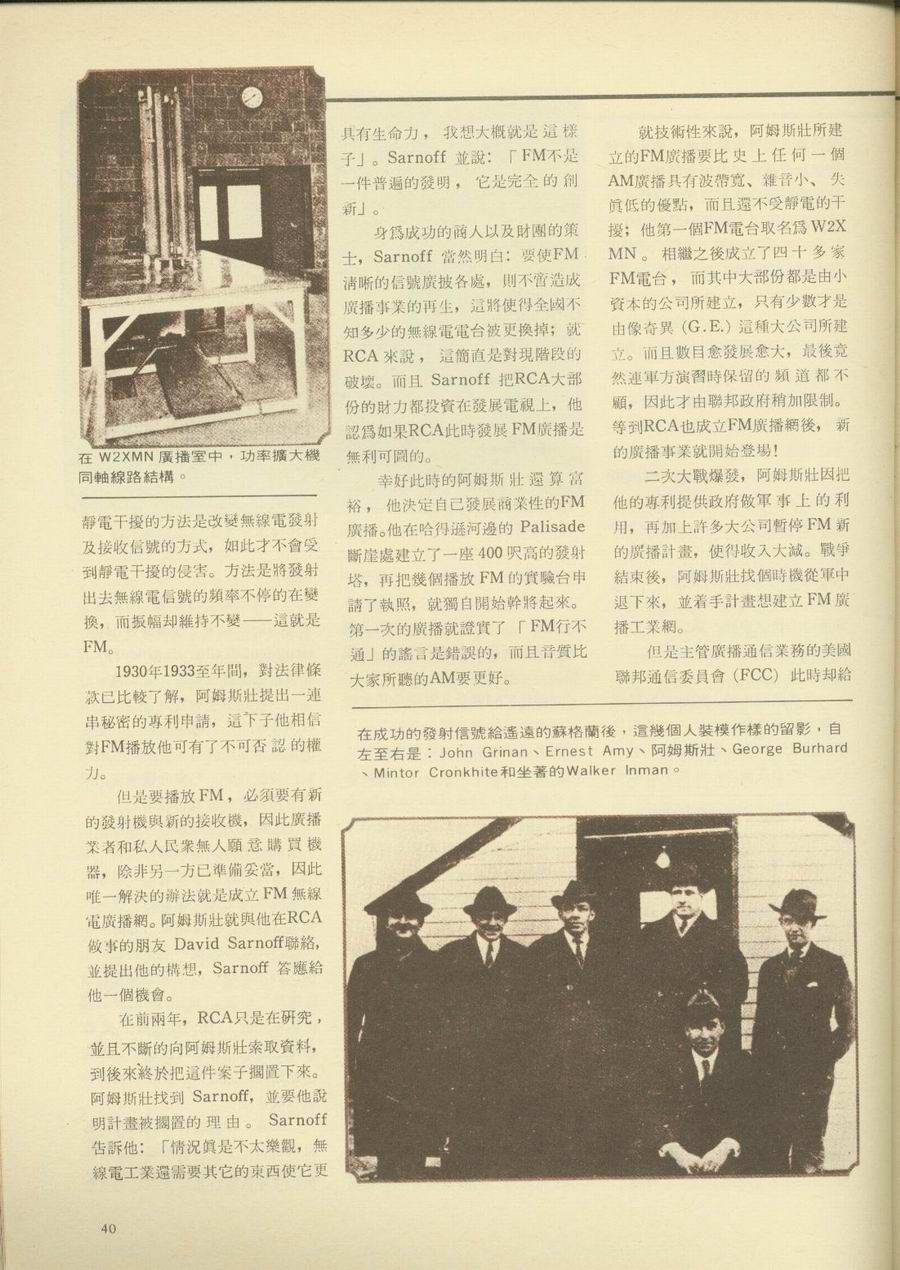 在 W2XMN 廣播室中，功率擴大機
同軸線路結構。
靜電干擾的方法是改變無線電發射
及接收信號的方式，如此才不會受
到靜電干擾的侵害。方法是將發射
出去無線電信號的頻率不停的在變
換，而振幅却維持不變——這就是
FM。
1930年1933至年間，對法律條
款已比較了解，阿姆斯壯提出一連
串秘密的專利申請，這下子他相信
對FM播放他可有了不可否認的權
力。
但是要播放FM，必須要有新
的發射機與新的接收機，因此廣播
業者和私人民衆無人願意購買機
器，除非另一方已準備妥當，因此
唯一解決的辦法就是成立 FM 無線
電廣播網。阿姆斯壯就與他在RCA
做事的朋友 David Sarnoff聯絡，
並提出他的構想，Sarnoff 答應給
他一個機會。
在前兩年，RCA只是在研究，
並且不斷的向阿姆斯壯索取資料，
到後來終於把這件案子擱置下來。
阿姆斯壯找到 Sarnoff，並要他說
明計畫被擱置的理由。 Sarnoff
告訴他：「情況眞是不太樂觀，無
線電工業還需要其它的東西使它更
具有生命力，我想大概就是這樣
子」。Sarnoff 並說：「FM不是
一件普遍的發明，它是完全的創
新」。
身爲成功的商人以及財團的策
士，Sarnoff 當然明白：要使FM
清晰的信號廣披各處，則不啻造成
廣播事業的再生，這將使得全國不
知多少的無線電電台被更換掉；就
RCA 來說，這簡直是對現階段的
破壞。而且 Sarnoff 把RCA大部
份的財力都投資在發展電視上，他
認爲如果RCA此時發展FM廣播是
無利可圖的。
幸好此時的阿姆斯壯還算富
裕，他決定自己發展商業性的FM
廣播。他在哈得遜河邊的 Palisade
斷崖處建立了一座 400 呎高的發射
塔，再把幾個播放 FM 的實驗台申
請了執照，就獨自開始幹將起來。
第一次的廣播就證實了「FM行不
通」的謠言是錯誤的，而且音質比
大家所聽的AM要更好。
就技術性來說，阿姆斯壯所建
立的FM廣播要比史上任何一個
AM廣播具有波帶寬、雜音小、失
眞低的優點，而且還不受靜電的干
擾；他第一個FM電台取名爲 W2X
MN。相繼之後成立了四十多家
FM電台，而其中大部份都是由小
資本的公司所建立，只有少數才是
由像奇異 (G.E.) 這種大公司所建
立。而且數目愈發展愈大，最後竟
然連軍方演習時保留的頻道都不
顧，因此才由聯邦政府稍加限制。
等到RCA也成立FM廣播網後，新
的廣播事業就開始登場！
二次大戰爆發，阿姆斯壯因把
他的專利提供政府做軍事上的利
用，再加上許多大公司暫停 FM 新
的廣播計畫，使得收入大減。戰爭
結束後，阿姆斯壯找個時機從軍中
退下來，並着手計畫想建立 FM 廣
播工業網。
但是主管廣播通信業務的美國
聯邦通信委員會 (FCC) 此時却給
在成功的發射信號給遙遠的蘇格蘭後，這幾個人裝模作樣的留影，自
左至右是：John Grinan、Ernest Amy、阿姆斯壯、George Burhard
、Mintor Cronkhite和坐著的Walker Inman。
40